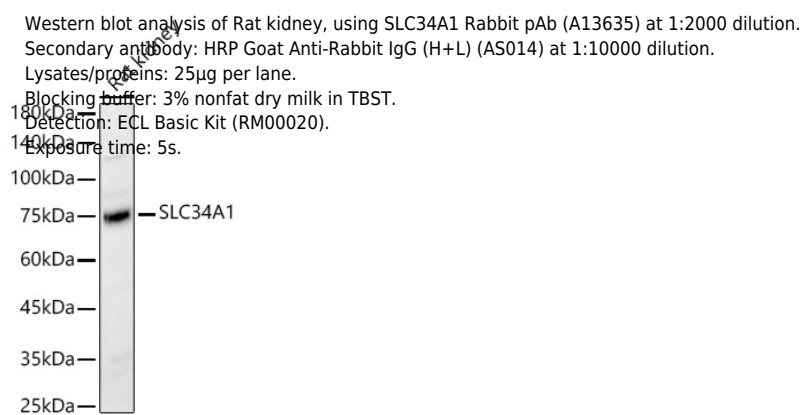 Western blot analysis of Rat kidney, using SLC34A1 Rabbit pAb (A13635) at 1:2000 dilution.
Secondary antibody: HRP Goat Anti-Rabbit IgG (H+L) (AS014) at 1:10000 dilution.
Lysates/proteins: 25μg per lane.
Blocking buffer: 3% nonfat dry milk in TBST.
Detection: ECL Basic Kit (RM00020).
Exposure time: 5s.
Rat kidney
180kDa
140kDa
100kDa
75kDa
SLC34A1
60kDa
45kDa
35kDa
25kDa